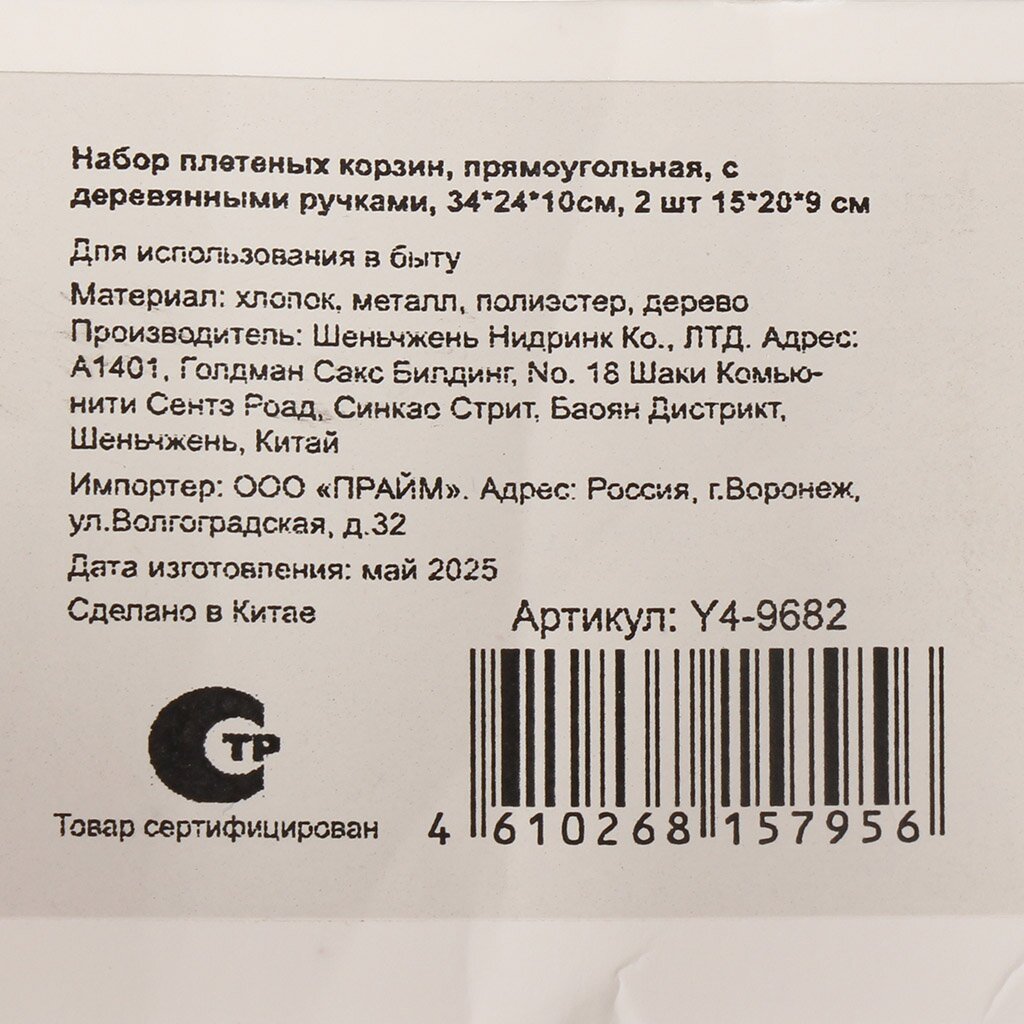 Набор плетеных корзин, прямоугольная, с
деревянными ручками, 34*24*10см, 2 шт 15*20*9 см
Для использования в быту
Материал: хлопок, металл, полиэстер, дерево
Производитель: Шеньчжень Нидринк Ко., ЛТД. Адрес:
А1401, Голдман Сакс Билдинг, No. 18 Шаки Комью-
нити Сентэ Роад, Синкао Стрит, Баоян Дистрикт,
Шеньчжень, Китай
Импортер: ООО «ПРАЙМ». Адрес: Россия, г.Воронеж,
ул.Волгоградская, д.32
Дата изготовления: май 2025
Сделано в Китае
Артикул: Y4-9682
ТР
Товар сертифицирован
4 610268 157956